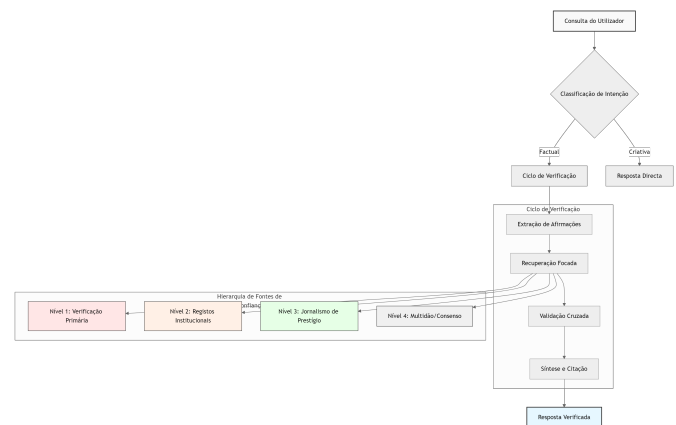 Consulta do Utilizador
Classificação de Intenção
Factual
Criativa
Ciclo de Verificação
Resposta Directa
Ciclo de Verificação
Extração de Afirmações
Recuperação Focada
Hierarquia de Fontes de
Nível 1: Verificação
Primária
Nível 2: Registos
Institucionais
Nível 3: Jornalismo de
Prestígio
Nível 4: Multidão/Consenso
Validação Cruzada
Síntese e Citação
Resposta Verificada